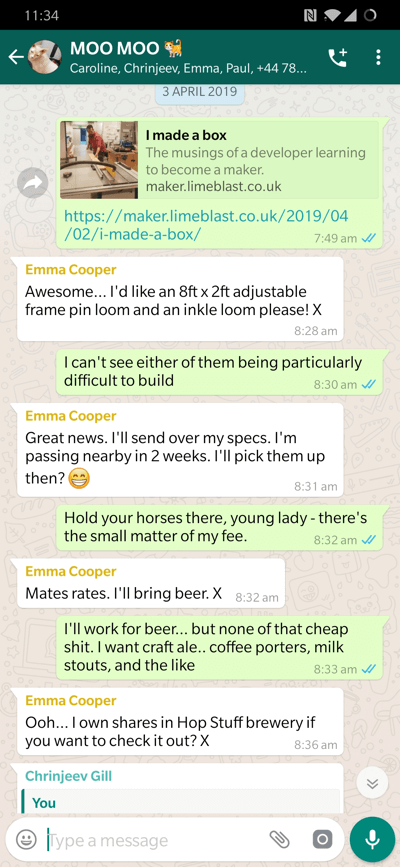 11:34
MOO MOO 🐈
Caroline, Chrinjeev, Emma, Paul, +44 78...
3 APRIL 2019
I made a box
The musings of a developer learning
to become a maker.
maker.limeblast.co.uk
https://maker.limeblast.co.uk/2019/04
/02/i-made-a-box/
7:49 am
Emma Cooper
Awesome... I'd like an 8ft x 2ft adjustable
frame pin loom and an inkle loom please! X
8:28 am
I can't see either of them being particularly
difficult to build
8:30 am
Emma Cooper
Great news. I'll send over my specs. I'm
passing nearby in 2 weeks. I'll pick them up
then? 😁
8:31 am
Hold your horses there, young lady - there's
the small matter of my fee.
8:32 am
Emma Cooper
Mates rates. I'll bring beer. X
8:32 am
I'll work for beer... but none of that cheap
shit. I want craft ale.. coffee porters, milk
stouts, and the like
8:33 am
Emma Cooper
Ooh... I own shares in Hop Stuff brewery if
you want to check it out? X
8:36 am
Chrinjeev Gill
You
Type a message